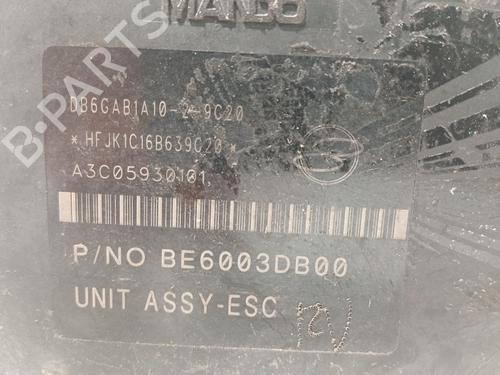 MANDO
B-PARTS
DB6GAB1A10-2-9C20
*HFJK1C16B639C20*
A3C05930101
P/NO BE6003DB00
UNIT ASSY-ESC